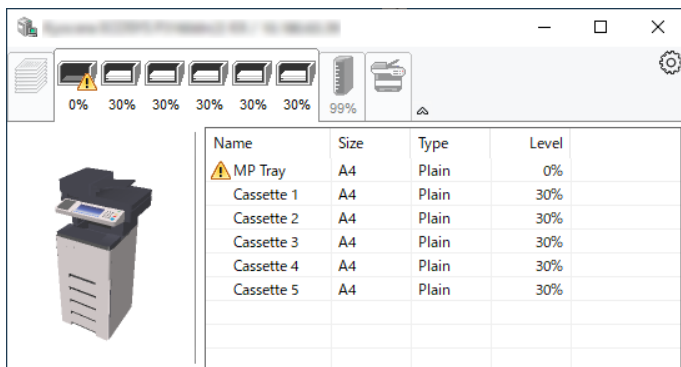 0% 30% 30% 30% 30% 30% 99%
Name Size Type Level
MP Tray A4 Plain 0%
Cassette 1 A4 Plain 30%
Cassette 2 A4 Plain 30%
Cassette 3 A4 Plain 30%
Cassette 4 A4 Plain 30%
Cassette 5 A4 Plain 30%